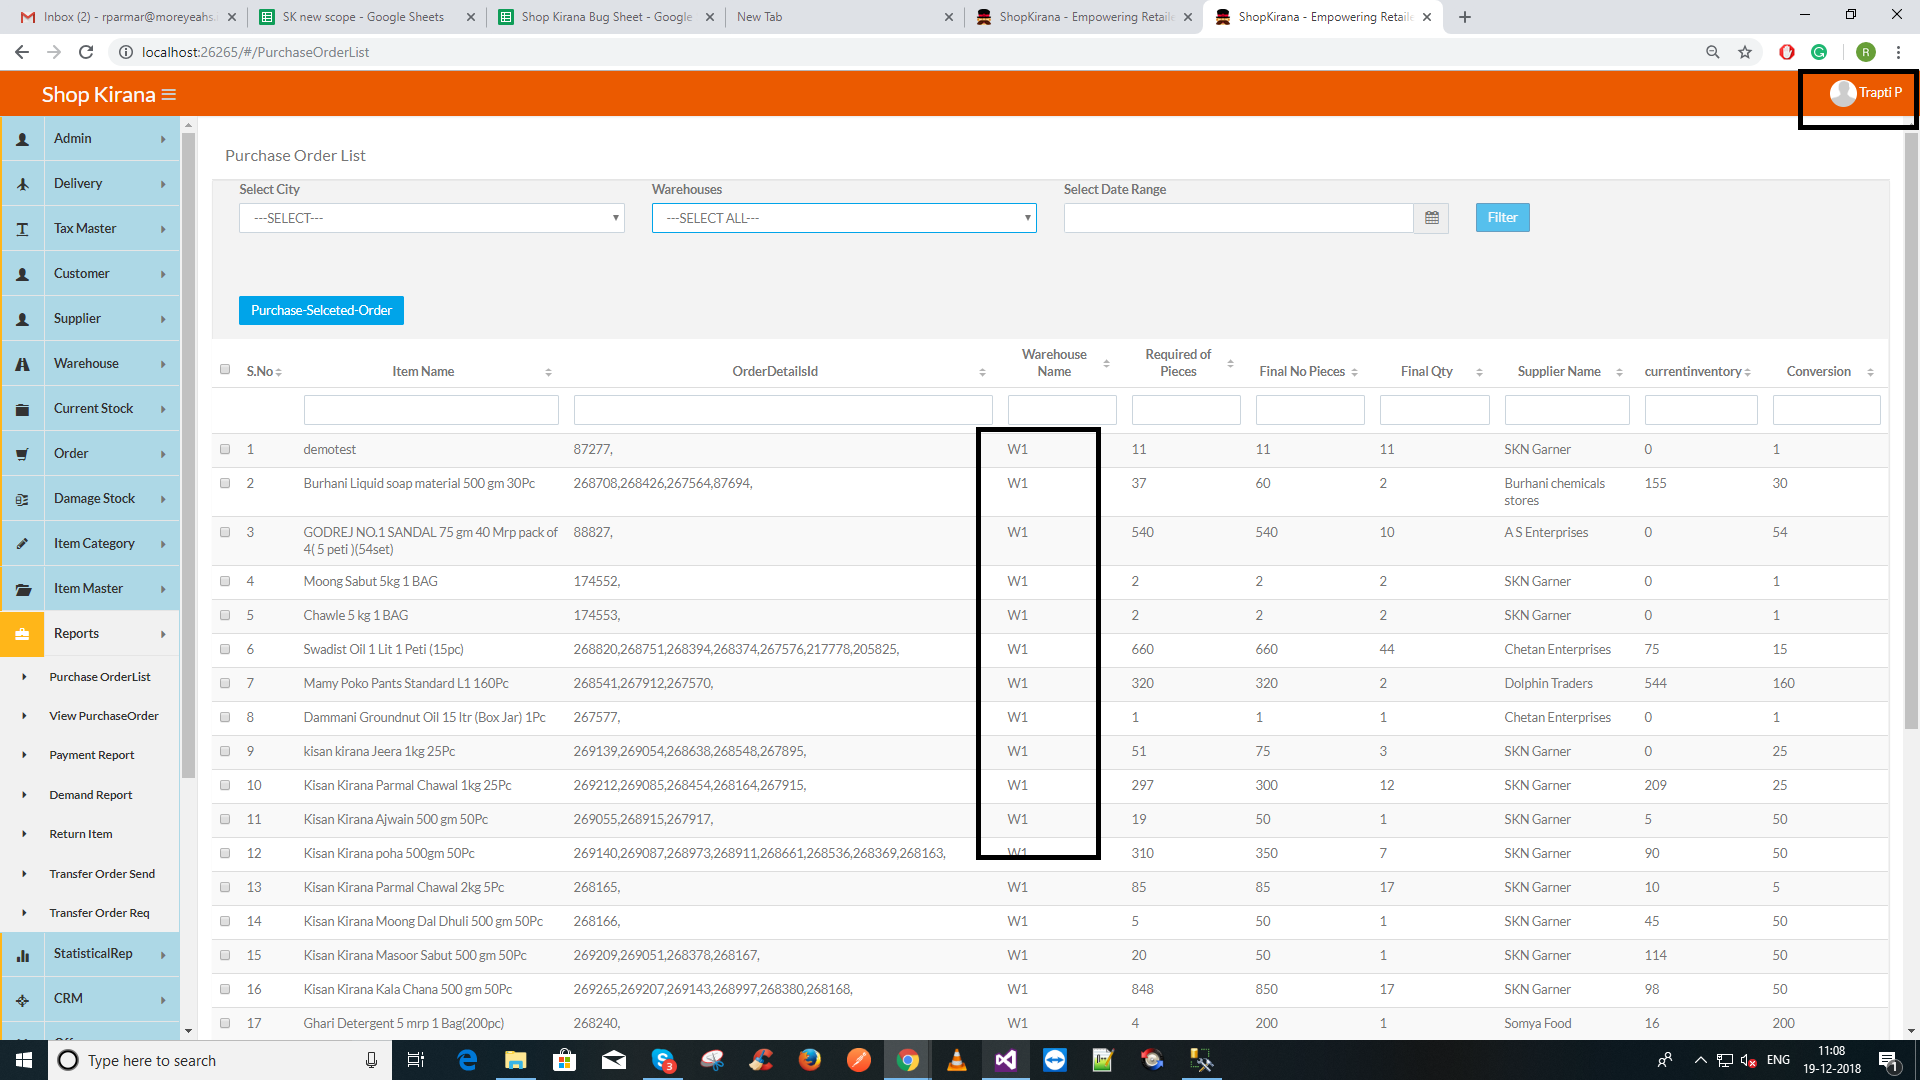 Inbox (2) - rparmar@moreyeahs.
SK new scope - Google Sheets
Shop Kirana Bug Sheet - Google
New Tab
ShopKirana - Empowering Retaile
ShopKirana - Empowering Retaile
localhost:26265/#/PurchaseOrderList
R
Shop Kirana
Trapti P
Admin
Delivery
Tax Master
Customer
Supplier
Warehouse
Current Stock
Order
Damage Stock
Item Category
Item Master
Reports
Purchase OrderList
View PurchaseOrder
Payment Report
Demand Report
Return Item
Transfer Order Send
Transfer Order Req
StatisticalRep
CRM
Purchase Order List
Select City
Warehouses
Select Date Range
---SELECT---
---SELECT ALL---
Filter
Purchase-Selceted-Order
S.No Item Name OrderDetailsId Warehouse Name Required of Pieces Final No Pieces Final Qty Supplier Name currentinventory Conversion
1 demotest 87277, W1 11 11 11 SKN Garner 0 1
2 Burhani Liquid soap material 500 gm 30Pc 268708,268426,267564,87694, W1 37 60 2 Burhani chemicals stores 155 30
3 GODREJ NO.1 SANDAL 75 gm 40 Mrp pack of 4( 5 peti )(54set) 88827, W1 540 540 10 A S Enterprises 0 54
4 Moong Sabut 5kg 1 BAG 174552, W1 2 2 2 SKN Garner 0 1
5 Chawle 5 kg 1 BAG 174553, W1 2 2 2 SKN Garner 0 1
6 Swadist Oil 1 Lit 1 Peti (15pc) 268820,268751,268394,268374,267576,217778,205825, W1 660 660 44 Chetan Enterprises 75 15
7 Mamy Poko Pants Standard L1 160Pc 268541,267912,267570, W1 320 320 2 Dolphin Traders 544 160
8 Dammani Groundnut Oil 15 ltr (Box Jar) 1Pc 267577, W1 1 1 1 Chetan Enterprises 0 1
9 kisan kirana Jeera 1kg 25Pc 269139,269054,268638,268548,267895, W1 51 75 3 SKN Garner 0 25
10 Kisan Kirana Parmal Chawal 1kg 25Pc 269212,269085,268454,268164,267915, W1 297 300 12 SKN Garner 209 25
11 Kisan Kirana Ajwain 500 gm 50Pc 269055,268915,267917, W1 19 50 1 SKN Garner 5 50
12 Kisan Kirana poha 500gm 50Pc 269140,269087,268973,268911,268661,268536,268369,268163, W1 310 350 7 SKN Garner 90 50
13 Kisan Kirana Parmal Chawal 2kg 5Pc 268165, W1 85 85 17 SKN Garner 10 5
14 Kisan Kirana Moong Dal Dhuli 500 gm 50Pc 268166, W1 5 50 1 SKN Garner 45 50
15 Kisan Kirana Masoor Sabut 500 gm 50Pc 269209,269051,268378,268167, W1 20 50 1 SKN Garner 114 50
16 Kisan Kirana Kala Chana 500 gm 50Pc 269265,269207,269143,268997,268380,268168, W1 848 850 17 SKN Garner 98 50
17 Ghari Detergent 5 mrp 1 Bag(200pc) 268240, W1 4 200 1 Somya Food 16 200
Type here to search
3
ENG
11:08
19-12-2018
1